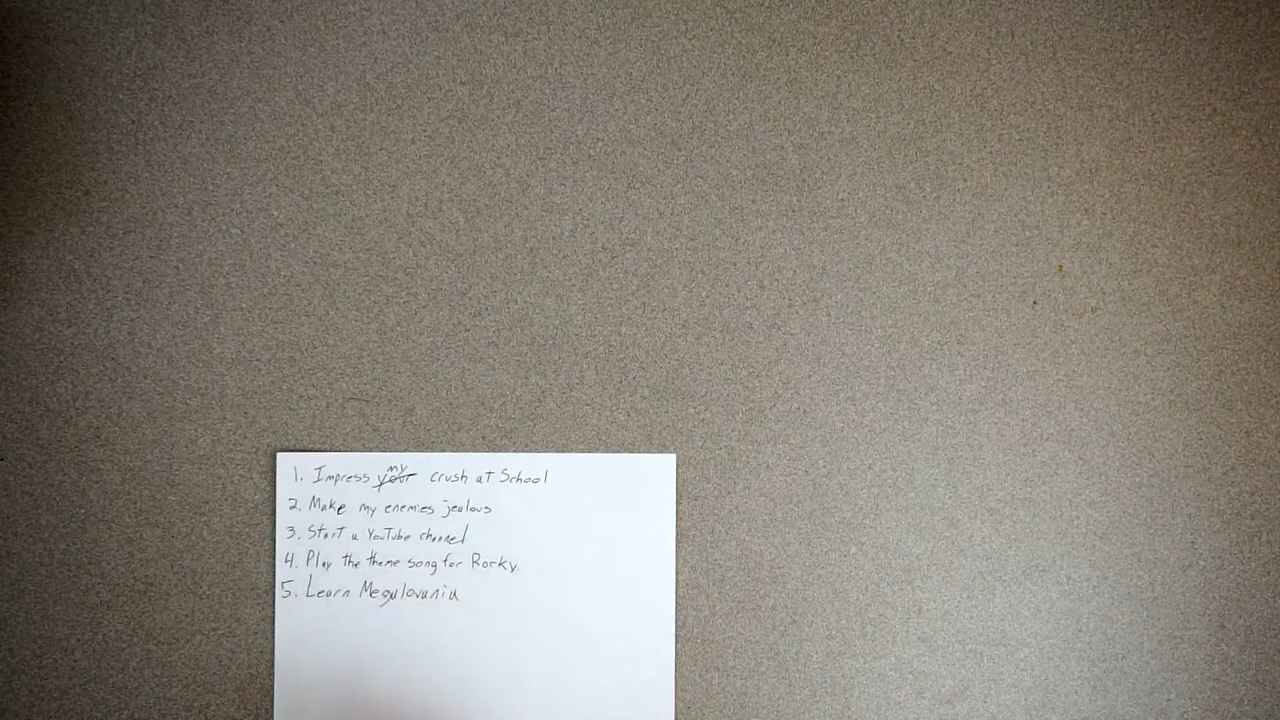 1. Impress my crush at School
2. Make my enemies jealous
3. Start a YouTube channel
4. Play the theme song for Rocky.
5. Learn Megalovania